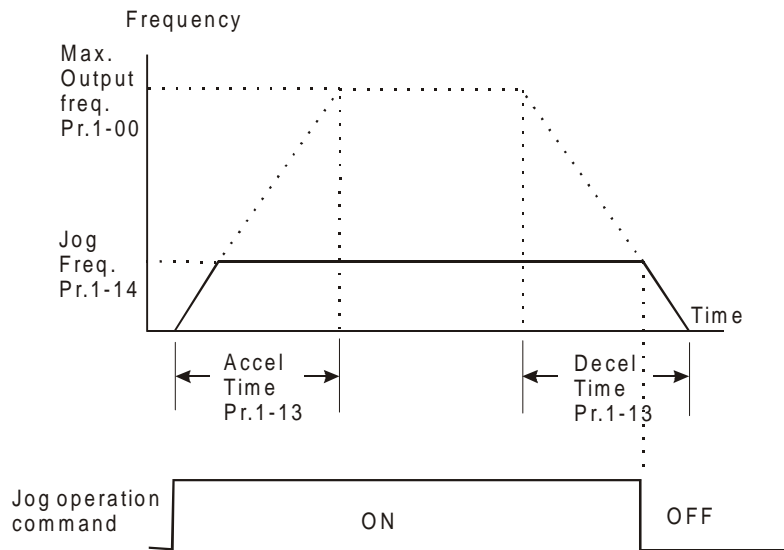 Frequency
Max.
Output
freq.
Pr.1-00
Jog
Freq.
Pr.1-14
Time
Accel
Time
Pr.1-13
Decel
Time
Pr.1-13
Jog operation
command
ON
OFF